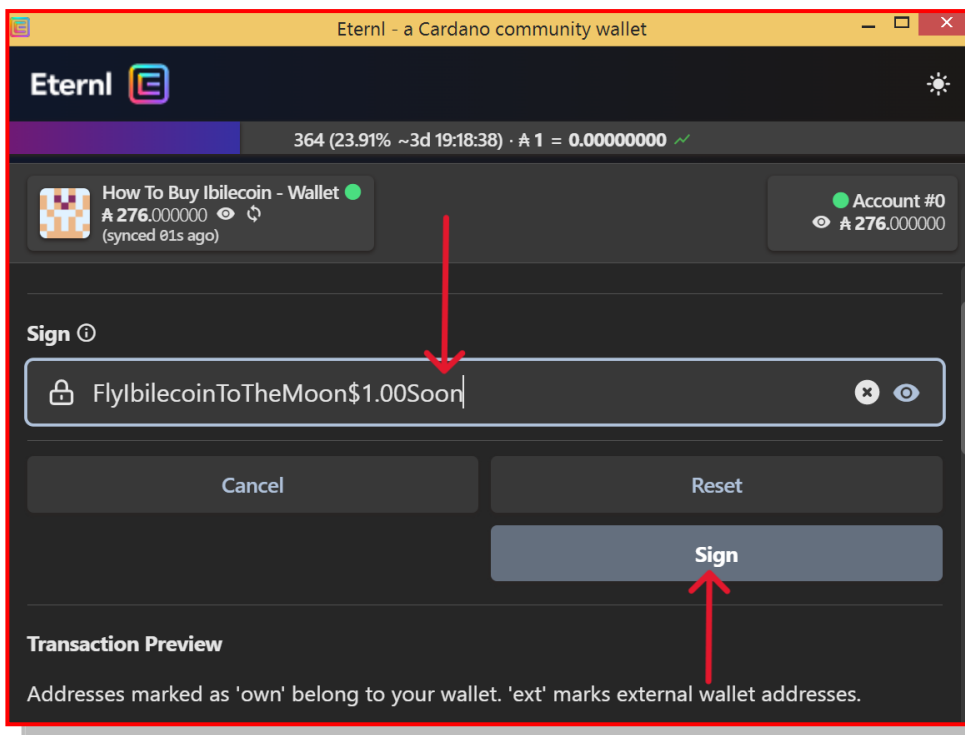 Eternl - a Cardano community wallet
Eternl
364 (23.91% ~3d 19:18:38) · ₳ 1 = 0.00000000
How To Buy Ibilecoin - Wallet
₳ 276.000000
(synced 01s ago)
Account #0
₳ 276.000000
Sign
FlyIbilecoinToTheMoon$1.00Soon
Cancel
Reset
Sign
Transaction Preview
Addresses marked as 'own' belong to your wallet. 'ext' marks external wallet addresses.